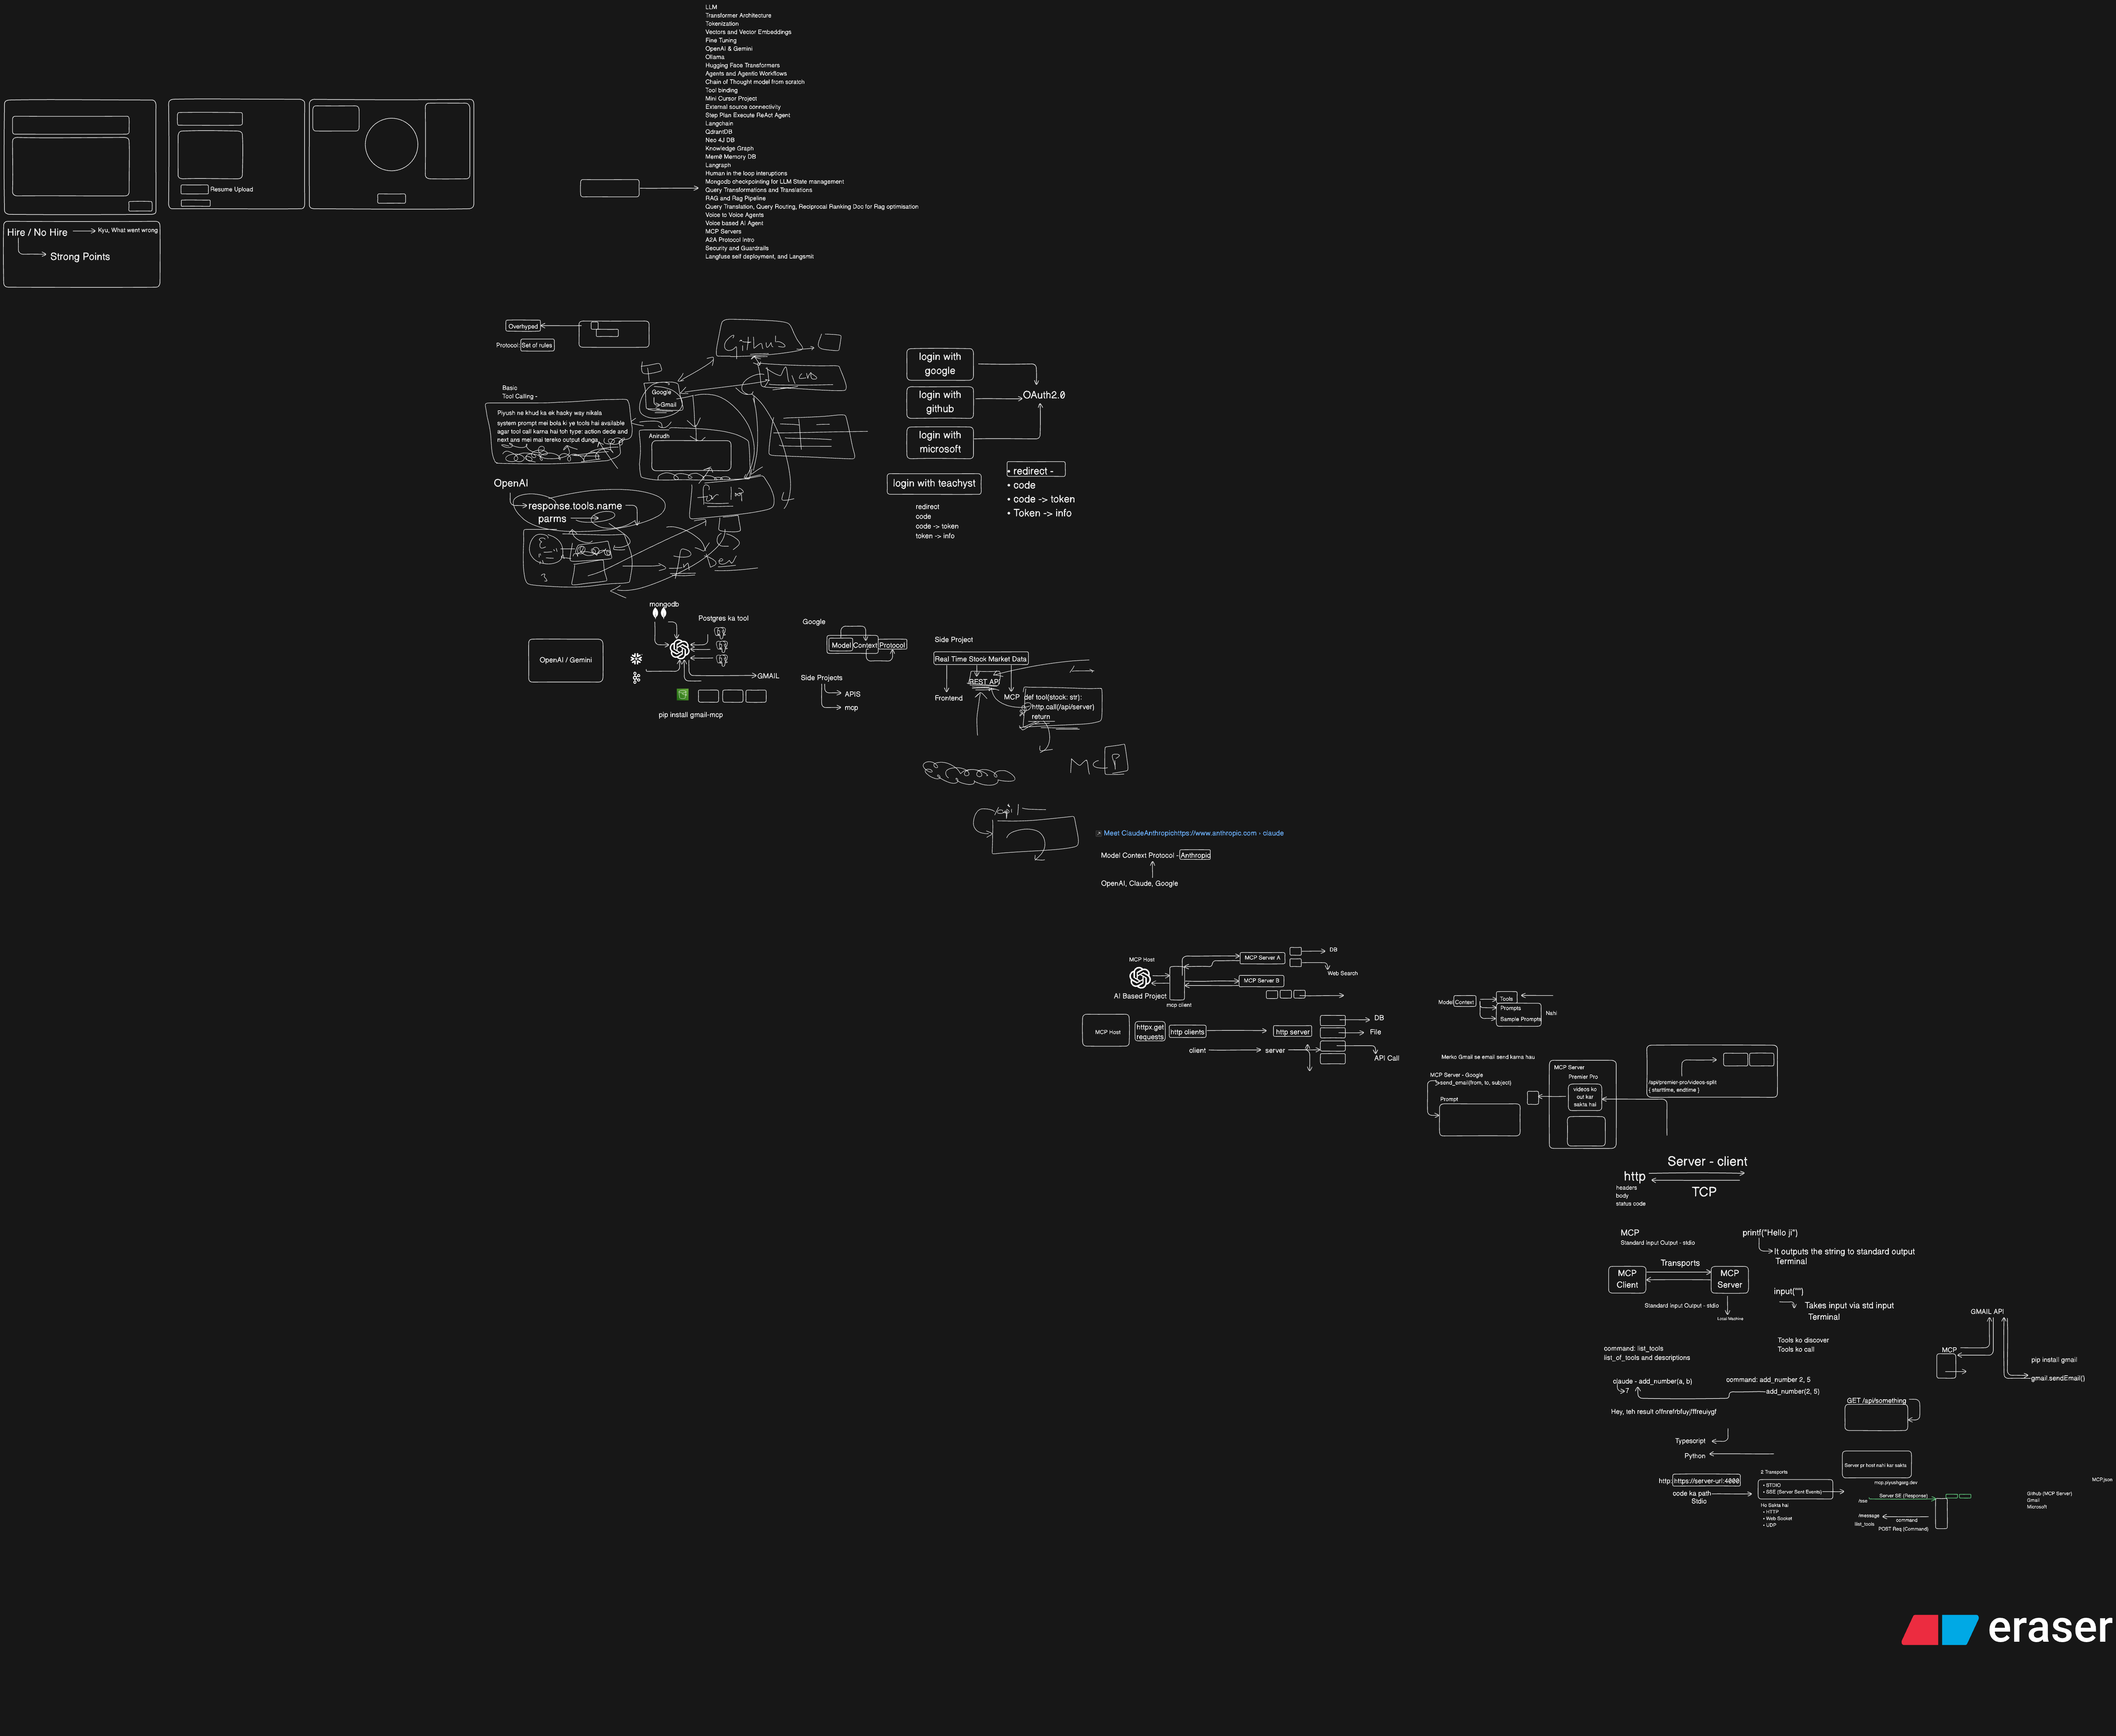 LLM
Transformer Architecture
Tokenization
Vectors and Vector Embeddings
Fine Tuning
OpenAI & Gemini
Ollama
Hugging Face Transformers
Agents and Agentic Workflows
Chain of Thought model from scratch
Tool binding
Mini Cursor Project
External source connectivity
Step Plan Execute ReAct Agent
Langchain
QdrantDB
Neo 4J DB
Knowledge Graph
Mem0 Memory DB
Langraph
Human in the loop interuptions
Mongodb checkpointing for LLM State management
Query Transformations and Translations
RAG and Rag Pipeline
Query Translation, Query Routing, Reciprocal Ranking Doc for Rag optimisation
Voice to Voice Agents
Voice based AI Agent
MCP Servers
A2A Protocol Intro
Security and Guardrails
Langfuse self deployment, and Langsmit
Resume Upload
Hire / No Hire
Kyu, What went wrong
Strong Points
Overhyped
Protocol: Set of rules
Github
Micro
Google
Gmail
Basic
Tool Calling -
Piyush ne khud ka ek hacky way nikala
system prompt mei bola ki ye tools hai available
agar tool call karna hai toh type: action dede and
next ans mei mai tereko output dunga
Anirudh
OpenAI
response.tools.name
parms
Dev
login with
google
login with
github
login with
microsoft
OAuth2.0
login with teachyst
redirect
code
code -> token
token -> info
• redirect -
• code
• code -> token
• Token -> info
mongodb
Postgres ka tool
OpenAI / Gemini
GMAIL
pip install gmail-mcp
Google
Model Context Protocol
Side Projects
APIS
mcp
Side Project
Real Time Stock Market Data
REST API
Frontend
MCP
def tool(stock: str):
http.call(/api/server)
return
MCP
/api/
Meet ClaudeAnthropichttps://www.anthropic.com › claude
Model Context Protocol - Anthropic
OpenAI, Claude, Google
MCP Host
AI Based Project
mcp client
MCP Server A
MCP Server B
DB
Web Search
MCP Host
httpx.get
requests
http clients
http server
client
server
DB
File
API Call
Model Context
Tools
Prompts
Sample Prompts
Nahi
Merko Gmail se email send karna hau
MCP Server - Google
send_email(from, to, subject)
Prompt
MCP Server
Premier Pro
videos ko
cut kar
sakta hai
/api/premier-pro/videos-split
{ starttime, endtime }
Server - client
http
headers
body
status code
TCP
MCP
Standard input Output - stdio
printf("Hello ji")
It outputs the string to standard output
Terminal
Transports
MCP
Client
MCP
Server
Standard input Output - stdio
Local Machine
input("")
Takes input via std input
Terminal
Tools ko discover
Tools ko call
command: list_tools
list_of_tools and descriptions
claude - add_number(a, b)
7
command: add_number 2, 5
add_number(2, 5)
Hey, teh result offnrefrbfuyjfffreuiygf
Typescript
Python
GMAIL API
MCP
pip install gmail
gmail.sendEmail()
GET /api/something
Server pr host nahi kar sakta
http: https://server-url:4000
code ka path
Stdio
2 Transports
• STDIO
• SSE (Server Sent Events)
Ho Sakta hai
• HTTP
• Web Socket
• UDP
mcp.piyushgarg.dev
/sse
Server SE (Response)
/message
command
list_tools
POST Req (Command)
MCP.json
Github (MCP Server)
Gmail
Microsoft
eraser